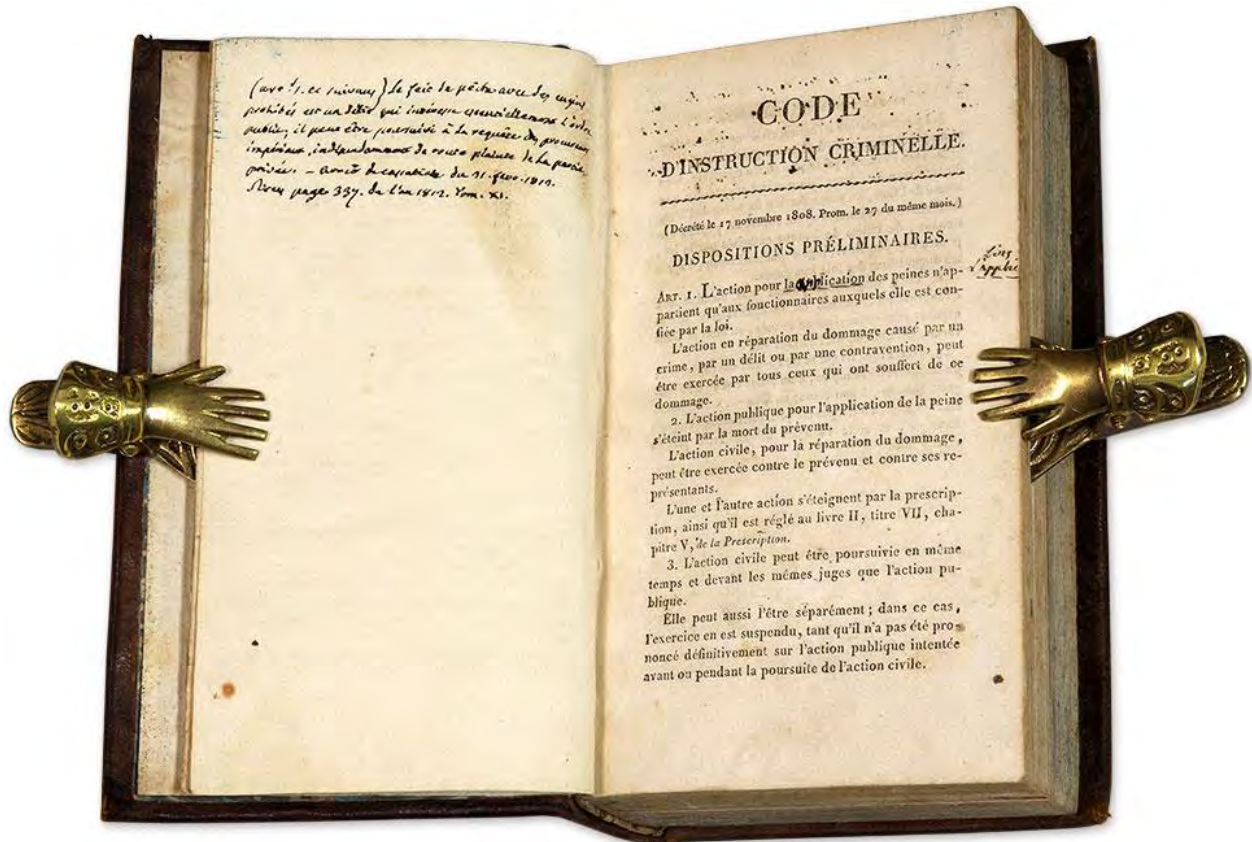 (art. 1. et suivans) Le fait de pêche avec des engins
prohibés est un délit qui intéresse essentiellement l'ordre
public, il peut être poursuivi à la requête du procureur
impérial, indépendamment de toute plainte de la partie
privée. – arrêt de cassation du 21. fevr. 1812.
Sirey page 337. de l'an 1812. Tom. XI.
CODE
D'INSTRUCTION CRIMINELLE.
(Décrété le 17 novembre 1808. Prom. le 27 du même mois.)
DISPOSITIONS PRÉLIMINAIRES.
ART. 1. L'action pour la application des peines n'ap-
partient qu'aux fonctionnaires auxquels elle est con-
fiée par la loi.
L'action en réparation du dommage causé par un
crime, par un délit ou par une contravention, peut
être exercée par tous ceux qui ont souffert de ce
dommage.
2. L'action publique pour l'application de la peine
s'éteint par la mort du prévenu.
L'action civile, pour la réparation du dommage,
peut être exercée contre le prévenu et contre ses re-
présentants.
L'une et l'autre action s'éteignent par la prescrip-
tion, ainsi qu'il est réglé au livre II, titre VII, cha-
pitre V, de la Prescription.
3. L'action civile peut être poursuivie en même
temps et devant les mêmes juges que l'action pu-
blique.
Elle peut aussi l'être séparément; dans ce cas,
l'exercice en est suspendu, tant qu'il n'a pas été pro-
noncé définitivement sur l'action publique intentée
avant ou pendant la poursuite de l'action civile.